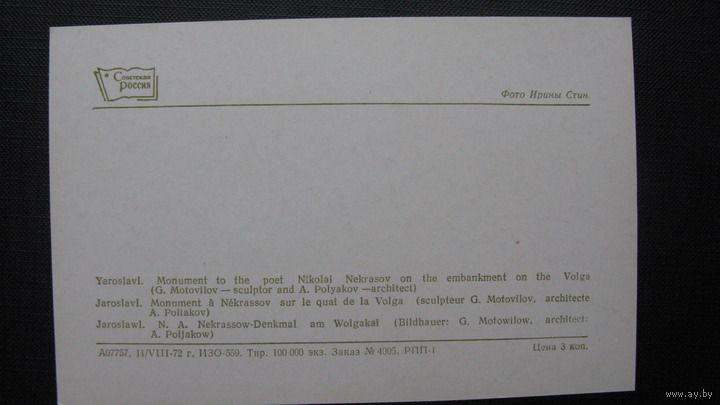 Советская
Россия
Фото Ирины Стин.
Yaroslavl. Monument to the poet Nikolai Nekrasov on the embankment on the Volga
(G. Motovilov — sculptor and A. Polyakov — architect)
Jaroslavl. Monument à Nékrassov sur le quai de la Volga (sculpteur G. Motovilov, architecte
A. Poliakov)
Jaroslawl. N. A. Nekrassow-Denkmal am Wolgakai (Bildhauer: G. Motowilow, architect:
A. Poljakow)
А07757. 11/VIII-72 г. ИЗО-559. Тир. 100 000 экз. Заказ № 4005. РПП-1 Цена 3 коп.
www.ay.by